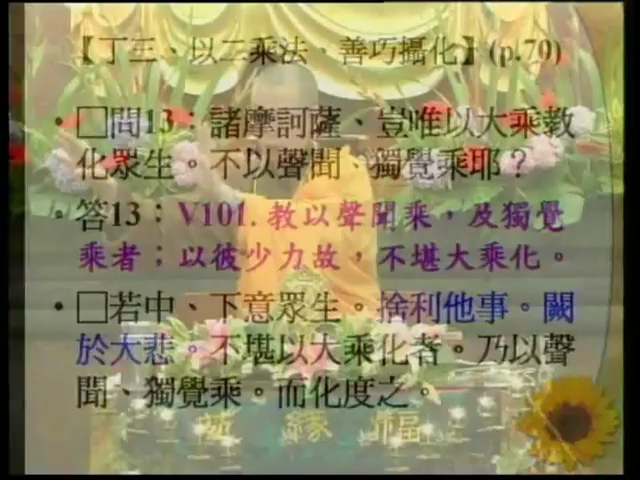 【丁三、以二乘法、善巧攝化】(p.70)
• □問13：諸摩訶薩、豈唯以大乘教
化眾生。不以聲聞、獨覺乘耶？
• 答13：V101. 教以聲聞乘，及獨覺
乘者；以彼少力故，不堪大乘化。
• □若中、下意眾生。捨利他事。闕
於大悲。不堪以大乘化者。乃以聲
聞、獨覺乘。而化度之。
緣 福